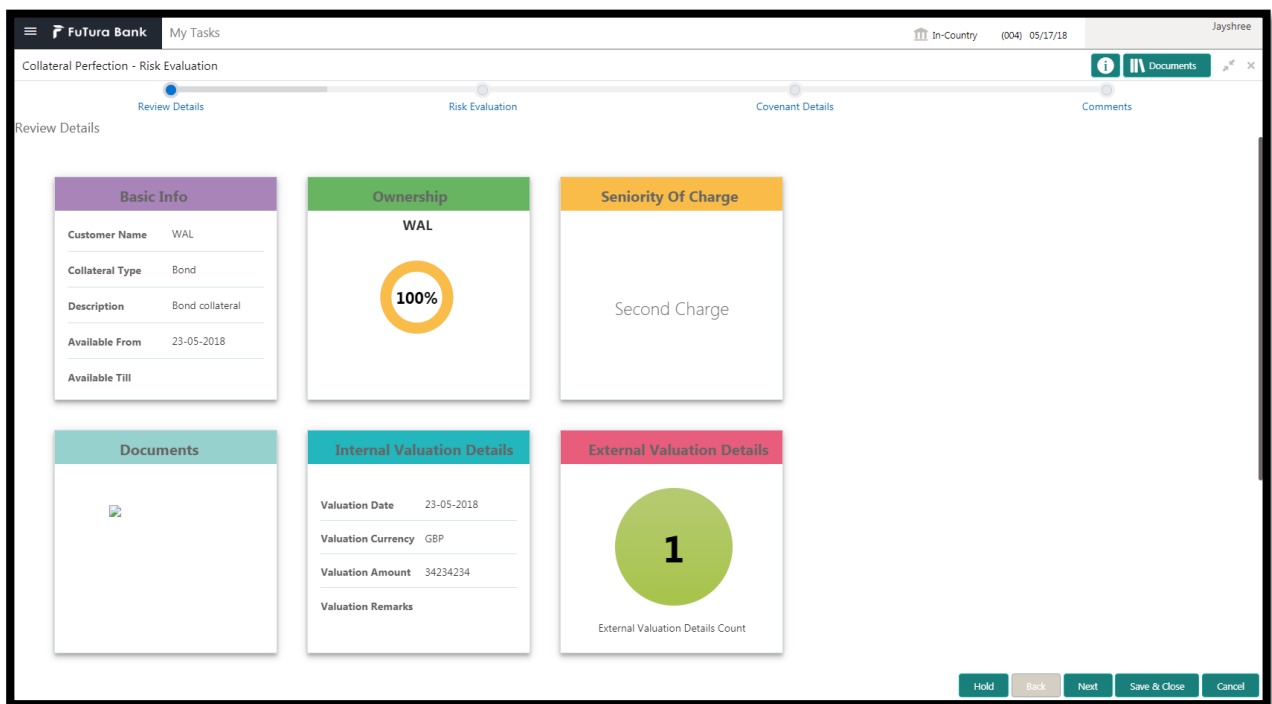 FuTura Bank My Tasks In-Country (004) 05/17/18 Jayshree
Collateral Perfection - Risk Evaluation i Documents
Review Details Risk Evaluation Covenant Details Comments
Review Details
Basic Info
Customer Name WAL
Collateral Type Bond
Description Bond collateral
Available From 23-05-2018
Available Till
Ownership
WAL
100%
Seniority Of Charge
Second Charge
Documents
Internal Valuation Details
Valuation Date 23-05-2018
Valuation Currency GBP
Valuation Amount 34234234
Valuation Remarks
External Valuation Details
1
External Valuation Details Count
Hold Back Next Save & Close Cancel